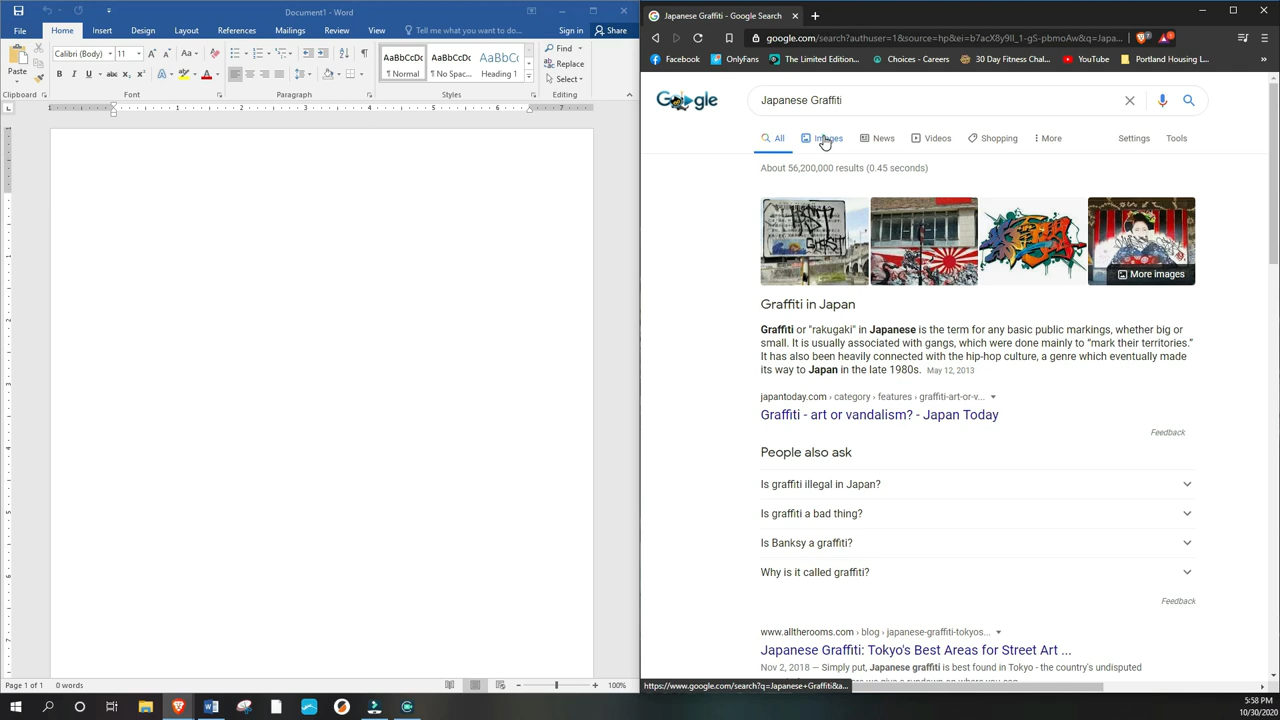 Document1 - Word
File Home Insert Design Layout References Mailings Review View Tell me what you want to do... Sign in Share
Paste
Calibri (Body) 11
AaBbCcDc AaBbCcDc AaBbCc
¶ Normal ¶ No Spac... Heading 1
Find
Replace
Select
Clipboard Font Paragraph Styles Editing
Page 1 of 1 0 words 100%
Japanese Graffiti - Google Search
google.com/search?authuser=1&source=hp&ei=b7acX8y9II_1-gS-pbmoAw&q=Japa...
Facebook OnlyFans The Limited Edition... Choices - Careers 30 Day Fitness Chal... YouTube Portland Housing L...
Google
Japanese Graffiti
All Images News Videos Shopping More Settings Tools
About 56,200,000 results (0.45 seconds)
More images
Graffiti in Japan
Graffiti or "rakugaki" in Japanese is the term for any basic public markings, whether big or
small. It is usually associated with gangs, which were done mainly to “mark their territories.”
It has also been heavily connected with the hip-hop culture, a genre which eventually made
its way to Japan in the late 1980s. May 12, 2013
japantoday.com › category › features › graffiti-art-or-v...
Graffiti - art or vandalism? - Japan Today
Feedback
People also ask
Is graffiti illegal in Japan?
Is graffiti a bad thing?
Is Banksy a graffiti?
Why is it called graffiti?
Feedback
www.alltherooms.com › blog › japanese-graffiti-tokyos...
Japanese Graffiti: Tokyo's Best Areas for Street Art ...
Nov 2, 2018 — Simply put, Japanese graffiti is best found in Tokyo - the country's undisputed
https://www.google.com/search?q=Japanese+Graffiti&a...
5:58 PM
10/30/2020